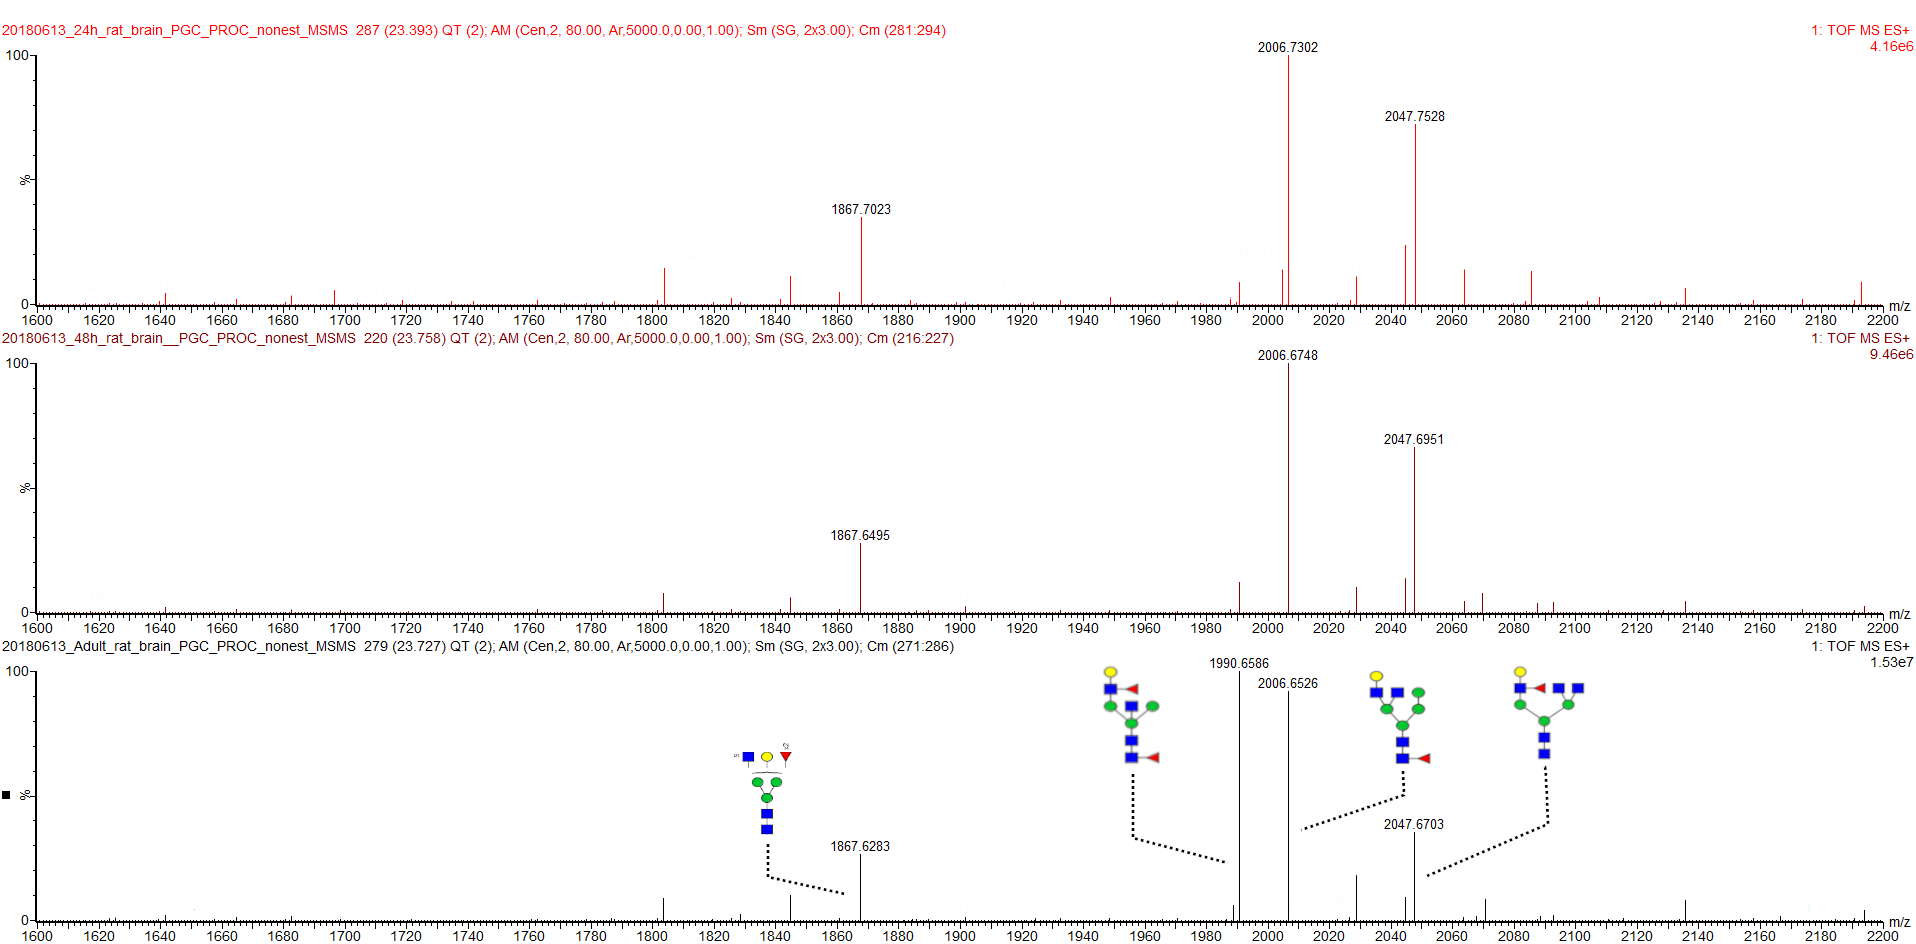 20180613_24h_rat_brain_PGC_PROC_nonest_MSMS 287 (23.393) QT (2); AM (Cen,2, 80.00, Ar,5000.0,0.00,1.00); Sm (SG, 2x3.00); Cm (281:294)
1: TOF MS ES+
4.16e6
100
2006.7302
2047.7528
%
1867.7023
0
1600 1620 1640 1660 1680 1700 1720 1740 1760 1780 1800 1820 1840 1860 1880 1900 1920 1940 1960 1980 2000 2020 2040 2060 2080 2100 2120 2140 2160 2180 2200 m/z
20180613_48h_rat_brain__PGC_PROC_nonest_MSMS 220 (23.758) QT (2); AM (Cen,2, 80.00, Ar,5000.0,0.00,1.00); Sm (SG, 2x3.00); Cm (216:227)
1: TOF MS ES+
9.46e6
100
2006.6748
2047.6951
%
1867.6495
0
1600 1620 1640 1660 1680 1700 1720 1740 1760 1780 1800 1820 1840 1860 1880 1900 1920 1940 1960 1980 2000 2020 2040 2060 2080 2100 2120 2140 2160 2180 2200 m/z
20180613_Adult_rat_brain_PGC_PROC_nonest_MSMS 279 (23.727) QT (2); AM (Cen,2, 80.00, Ar,5000.0,0.00,1.00); Sm (SG, 2x3.00); Cm (271:286)
1: TOF MS ES+
1.53e7
100
1990.6586
2006.6526
%
2047.6703
1867.6283
0
1600 1620 1640 1660 1680 1700 1720 1740 1760 1780 1800 1820 1840 1860 1880 1900 1920 1940 1960 1980 2000 2020 2040 2060 2080 2100 2120 2140 2160 2180 2200 m/z